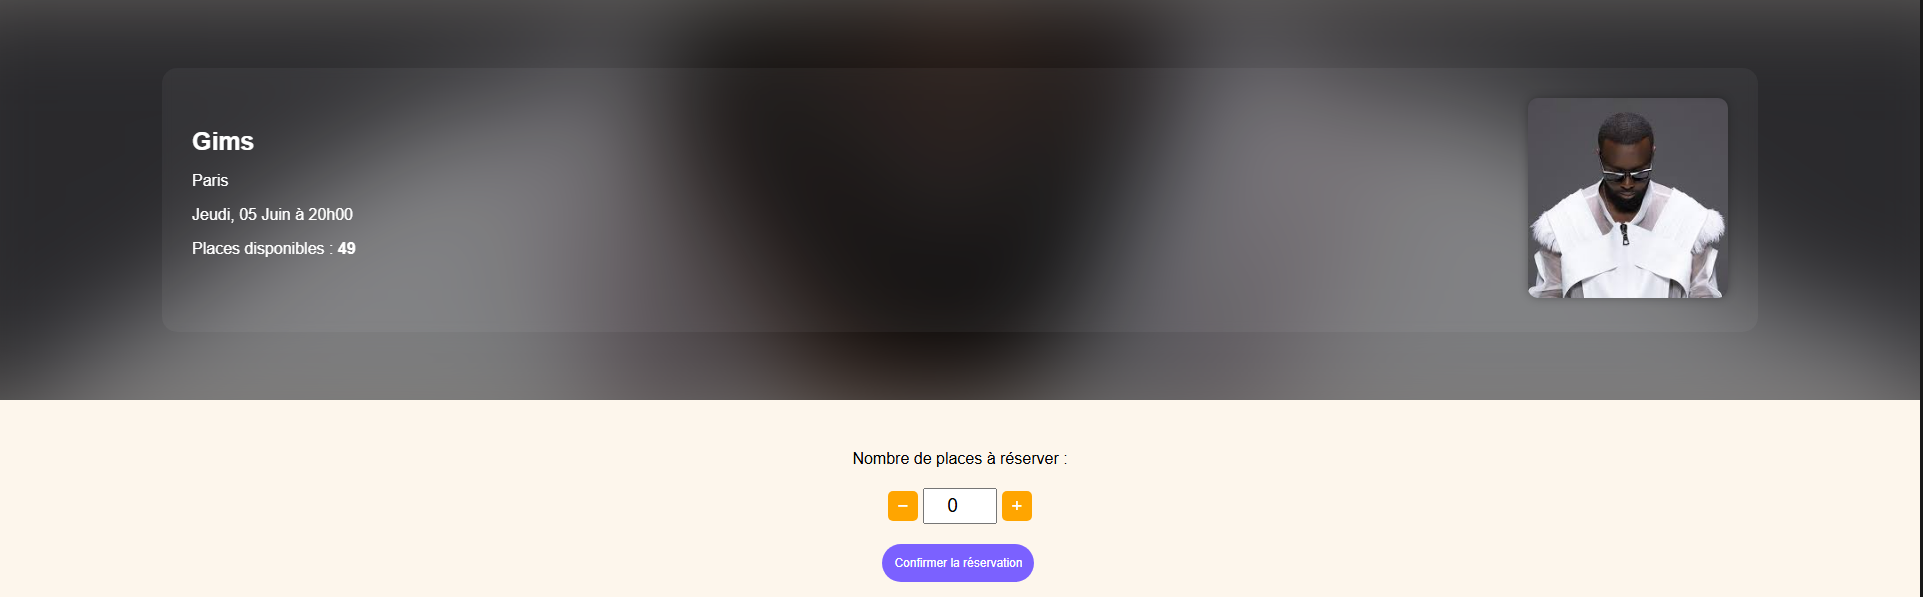 Gims
Paris
Jeudi, 05 Juin à 20h00
Places disponibles : 49
Nombre de places à réserver :
− 0 +
Confirmer la réservation